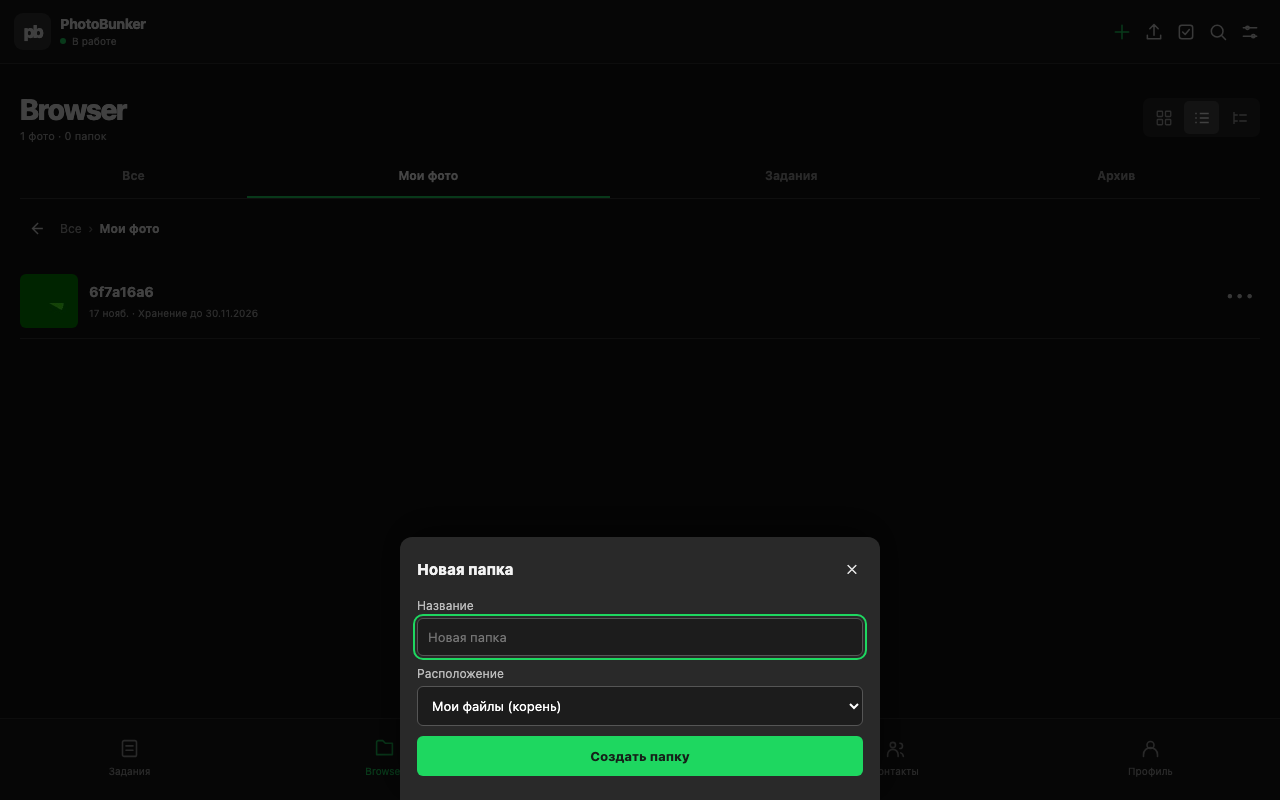 pb
PhotoBunker
В работе
Browser
1 фото · 0 папок
Все
Мои фото
Задания
Архив
Все › Мои фото
6f7a16a6
17 нояб. · Хранение до 30.11.2026
Новая папка
Название
Новая папка
Расположение
Мои файлы (корень)
Создать папку
Задания
Browse
онтакты
Профиль